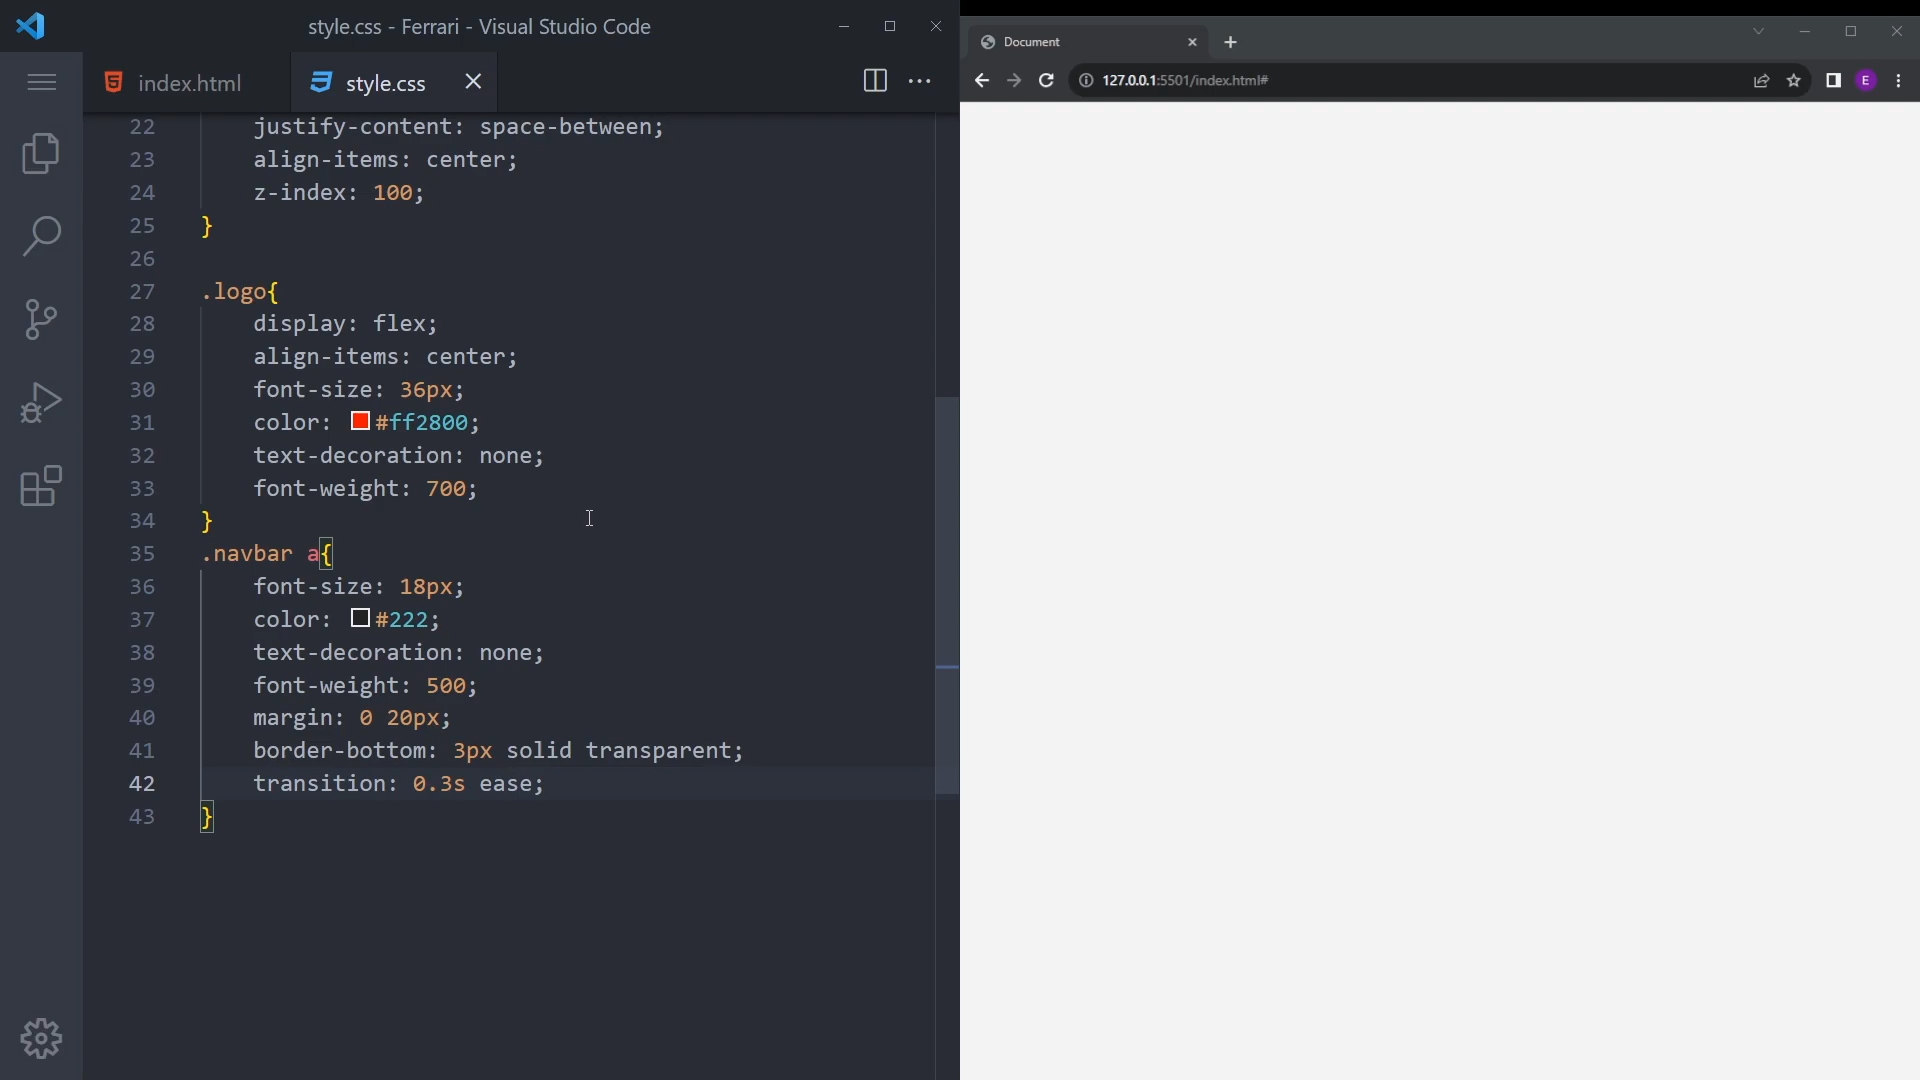 style.css - Ferrari - Visual Studio Code
index.html
style.css
22 justify-content: space-between;
23 align-items: center;
24 z-index: 100;
25 }
26
27 .logo{
28 display: flex;
29 align-items: center;
30 font-size: 36px;
31 color: #ff2800;
32 text-decoration: none;
33 font-weight: 700;
34 }
35 .navbar a{
36 font-size: 18px;
37 color: #222;
38 text-decoration: none;
39 font-weight: 500;
40 margin: 0 20px;
41 border-bottom: 3px solid transparent;
42 transition: 0.3s ease;
43 }
Document
127.0.0.1:5501/index.html#
E